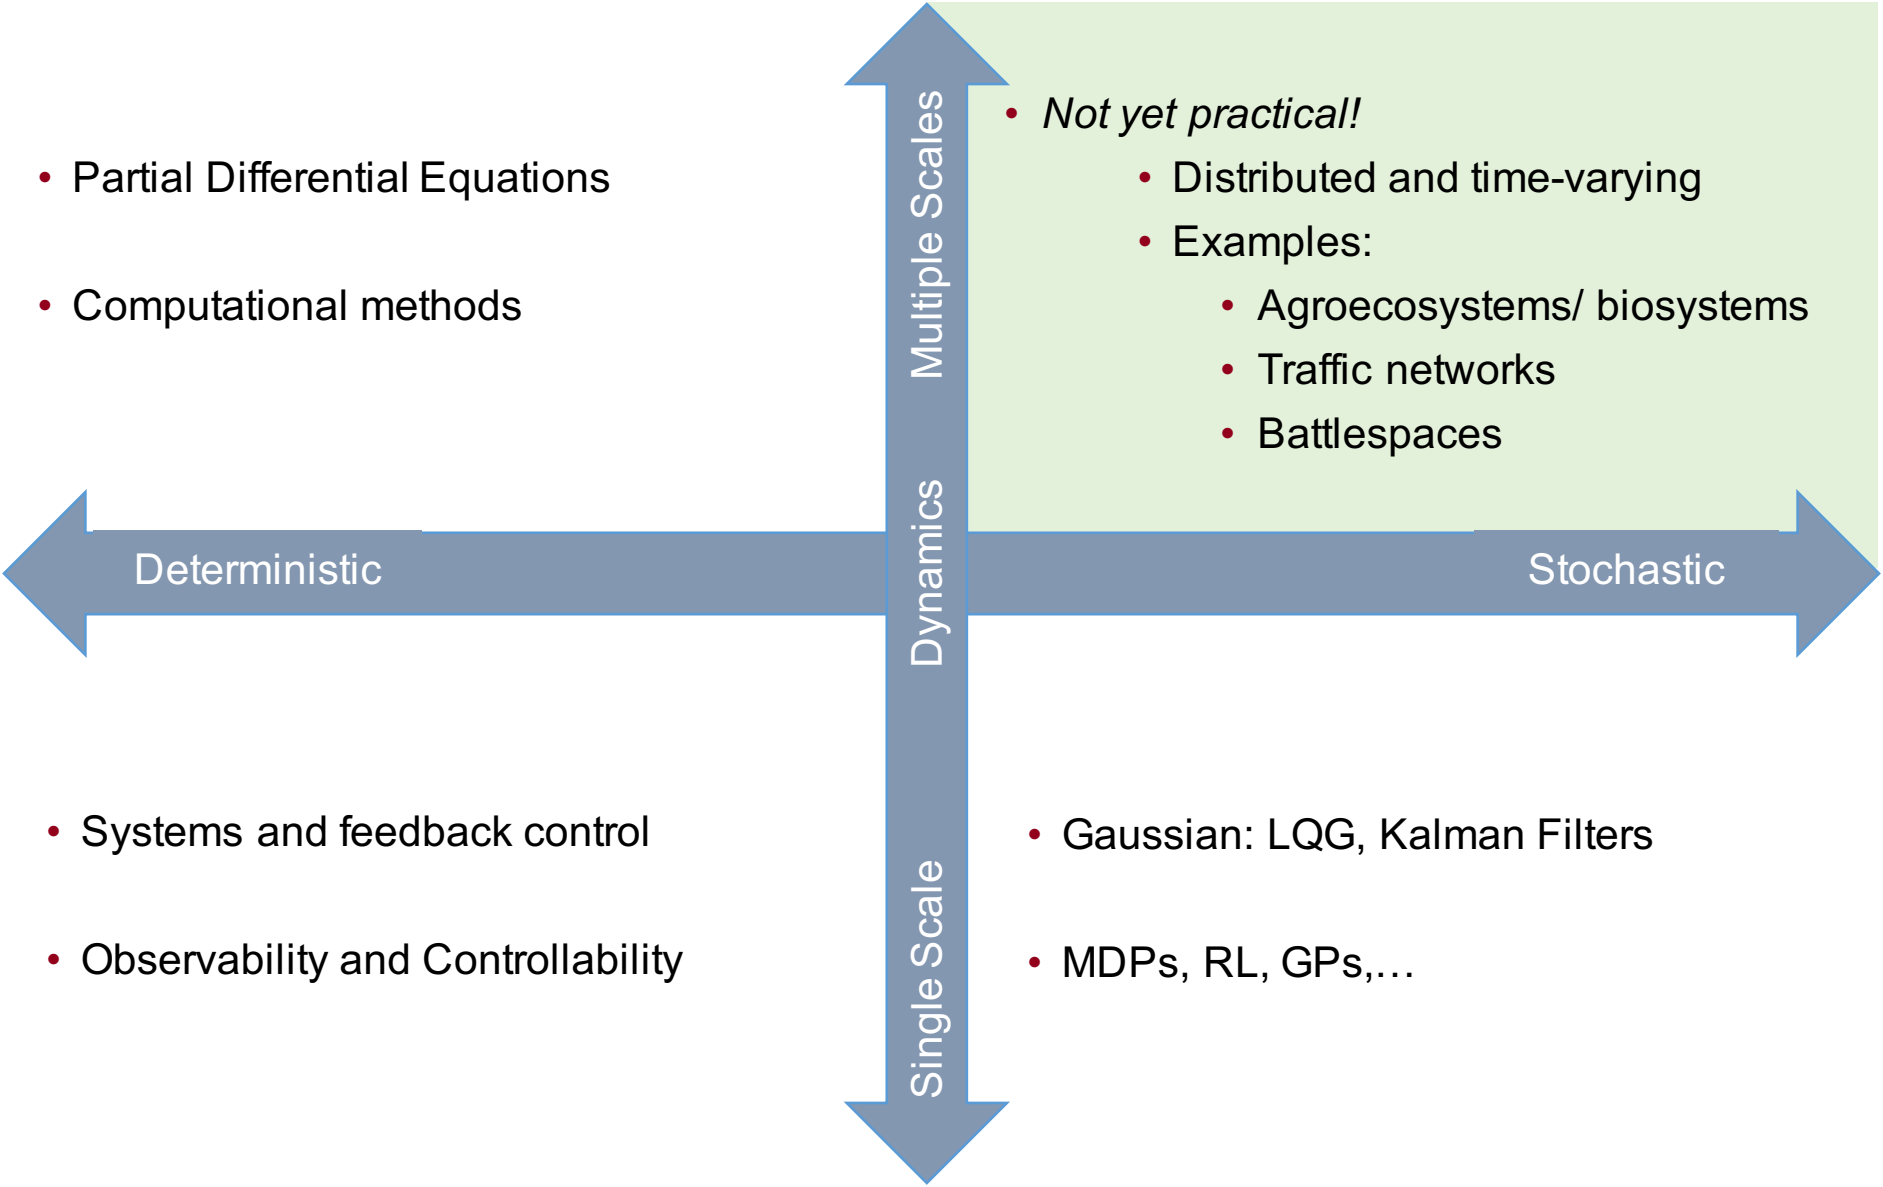 Multiple Scales
Dynamics
Single Scale
Deterministic
Stochastic
• Partial Differential Equations
• Computational methods
• Not yet practical!
• Distributed and time-varying
• Examples:
• Agroecosystems/ biosystems
• Traffic networks
• Battlespaces
• Systems and feedback control
• Observability and Controllability
• Gaussian: LQG, Kalman Filters
• MDPs, RL, GPs,…